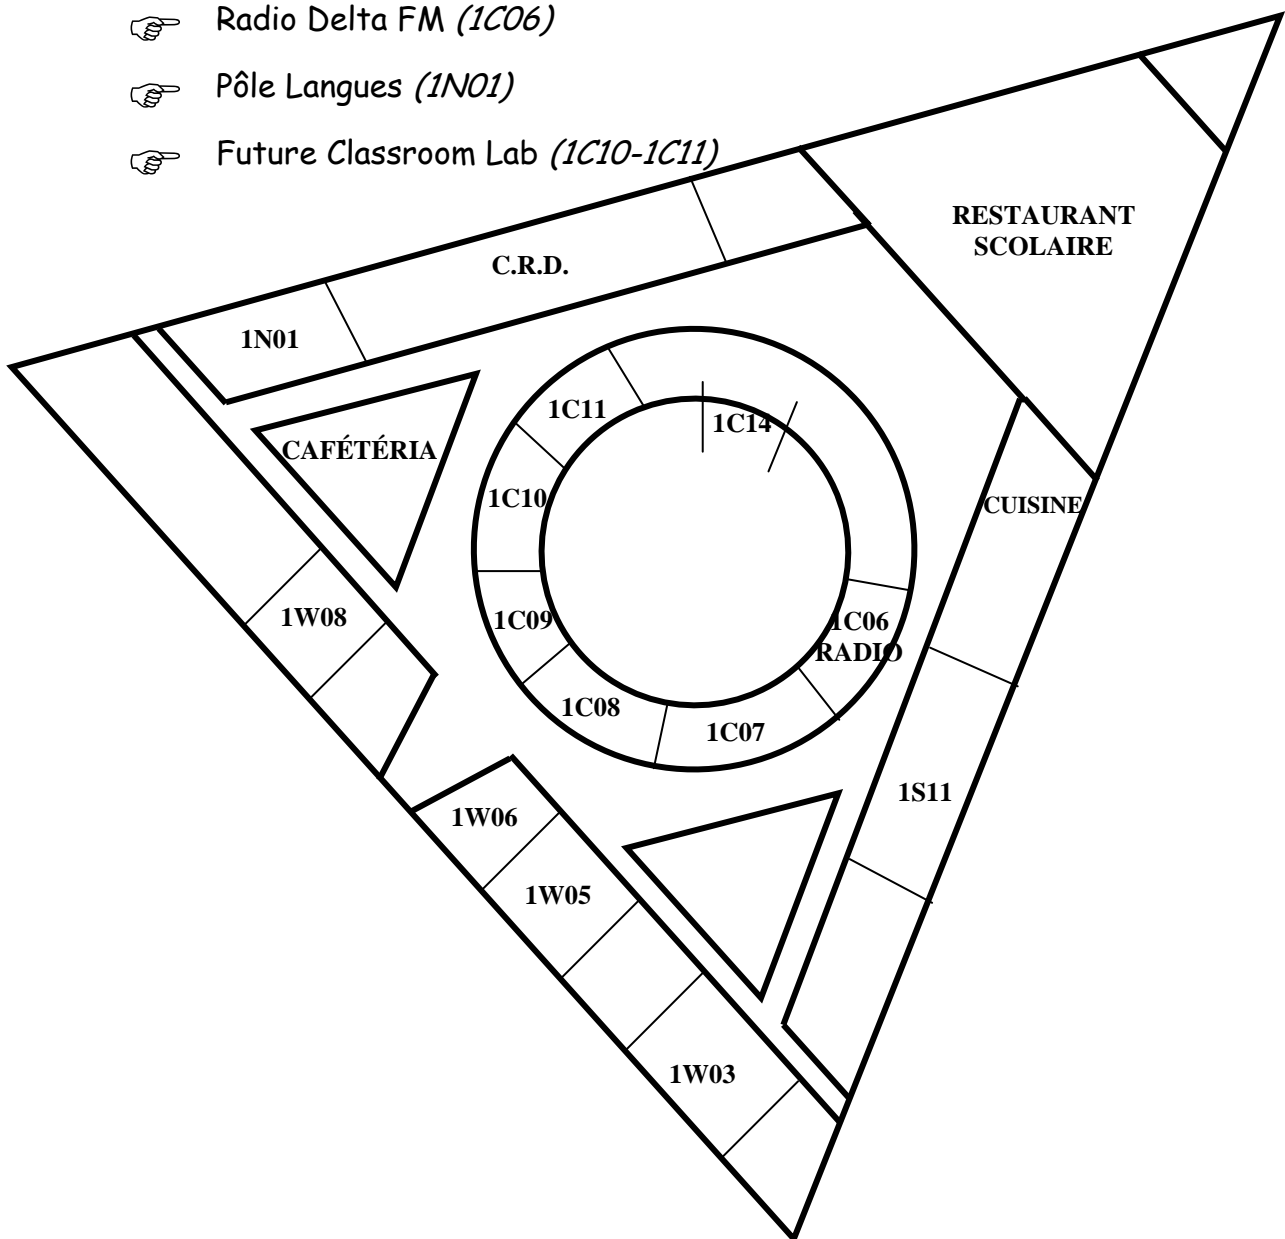 ☞ Radio Delta FM (1C06)
☞ Pôle Langues (1N01)
☞ Future Classroom Lab (1C10-1C11)
RESTAURANT
SCOLAIRE
C.R.D.
1N01
1C11
1C14
CAFÉTÉRIA
1C10
CUISINE
1W08
1C09
1C06
RADIO
1C08
1C07
1S11
1W06
1W05
1W03